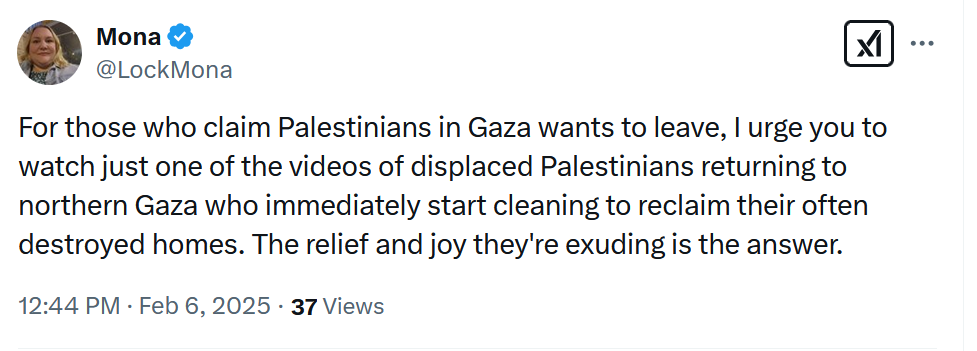 Mona
@LockMona
For those who claim Palestinians in Gaza wants to leave, I urge you to
watch just one of the videos of displaced Palestinians returning to
northern Gaza who immediately start cleaning to reclaim their often
destroyed homes. The relief and joy they're exuding is the answer.
12:44 PM · Feb 6, 2025 · 37 Views